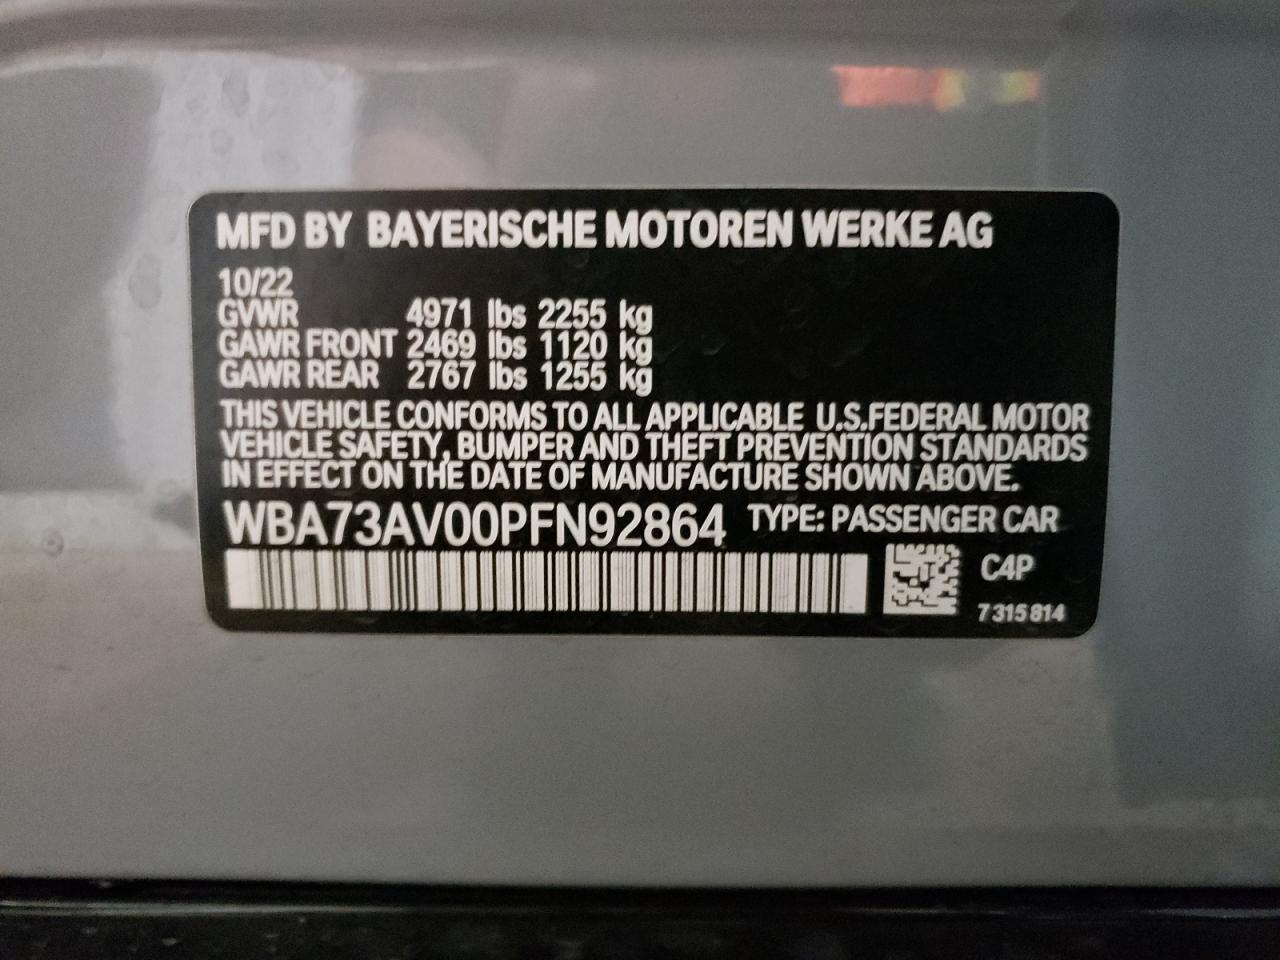 MFD BY BAYERISCHE MOTOREN WERKE AG
10/22
GVWR 4971 lbs 2255 kg
GAWR FRONT 2469 lbs 1120 kg
GAWR REAR 2767 lbs 1255 kg
THIS VEHICLE CONFORMS TO ALL APPLICABLE U.S.FEDERAL MOTOR
VEHICLE SAFETY, BUMPER AND THEFT PREVENTION STANDARDS
IN EFFECT ON THE DATE OF MANUFACTURE SHOWN ABOVE.
WBA73AV00PFN92864 TYPE: PASSENGER CAR
C4P
7 315 814